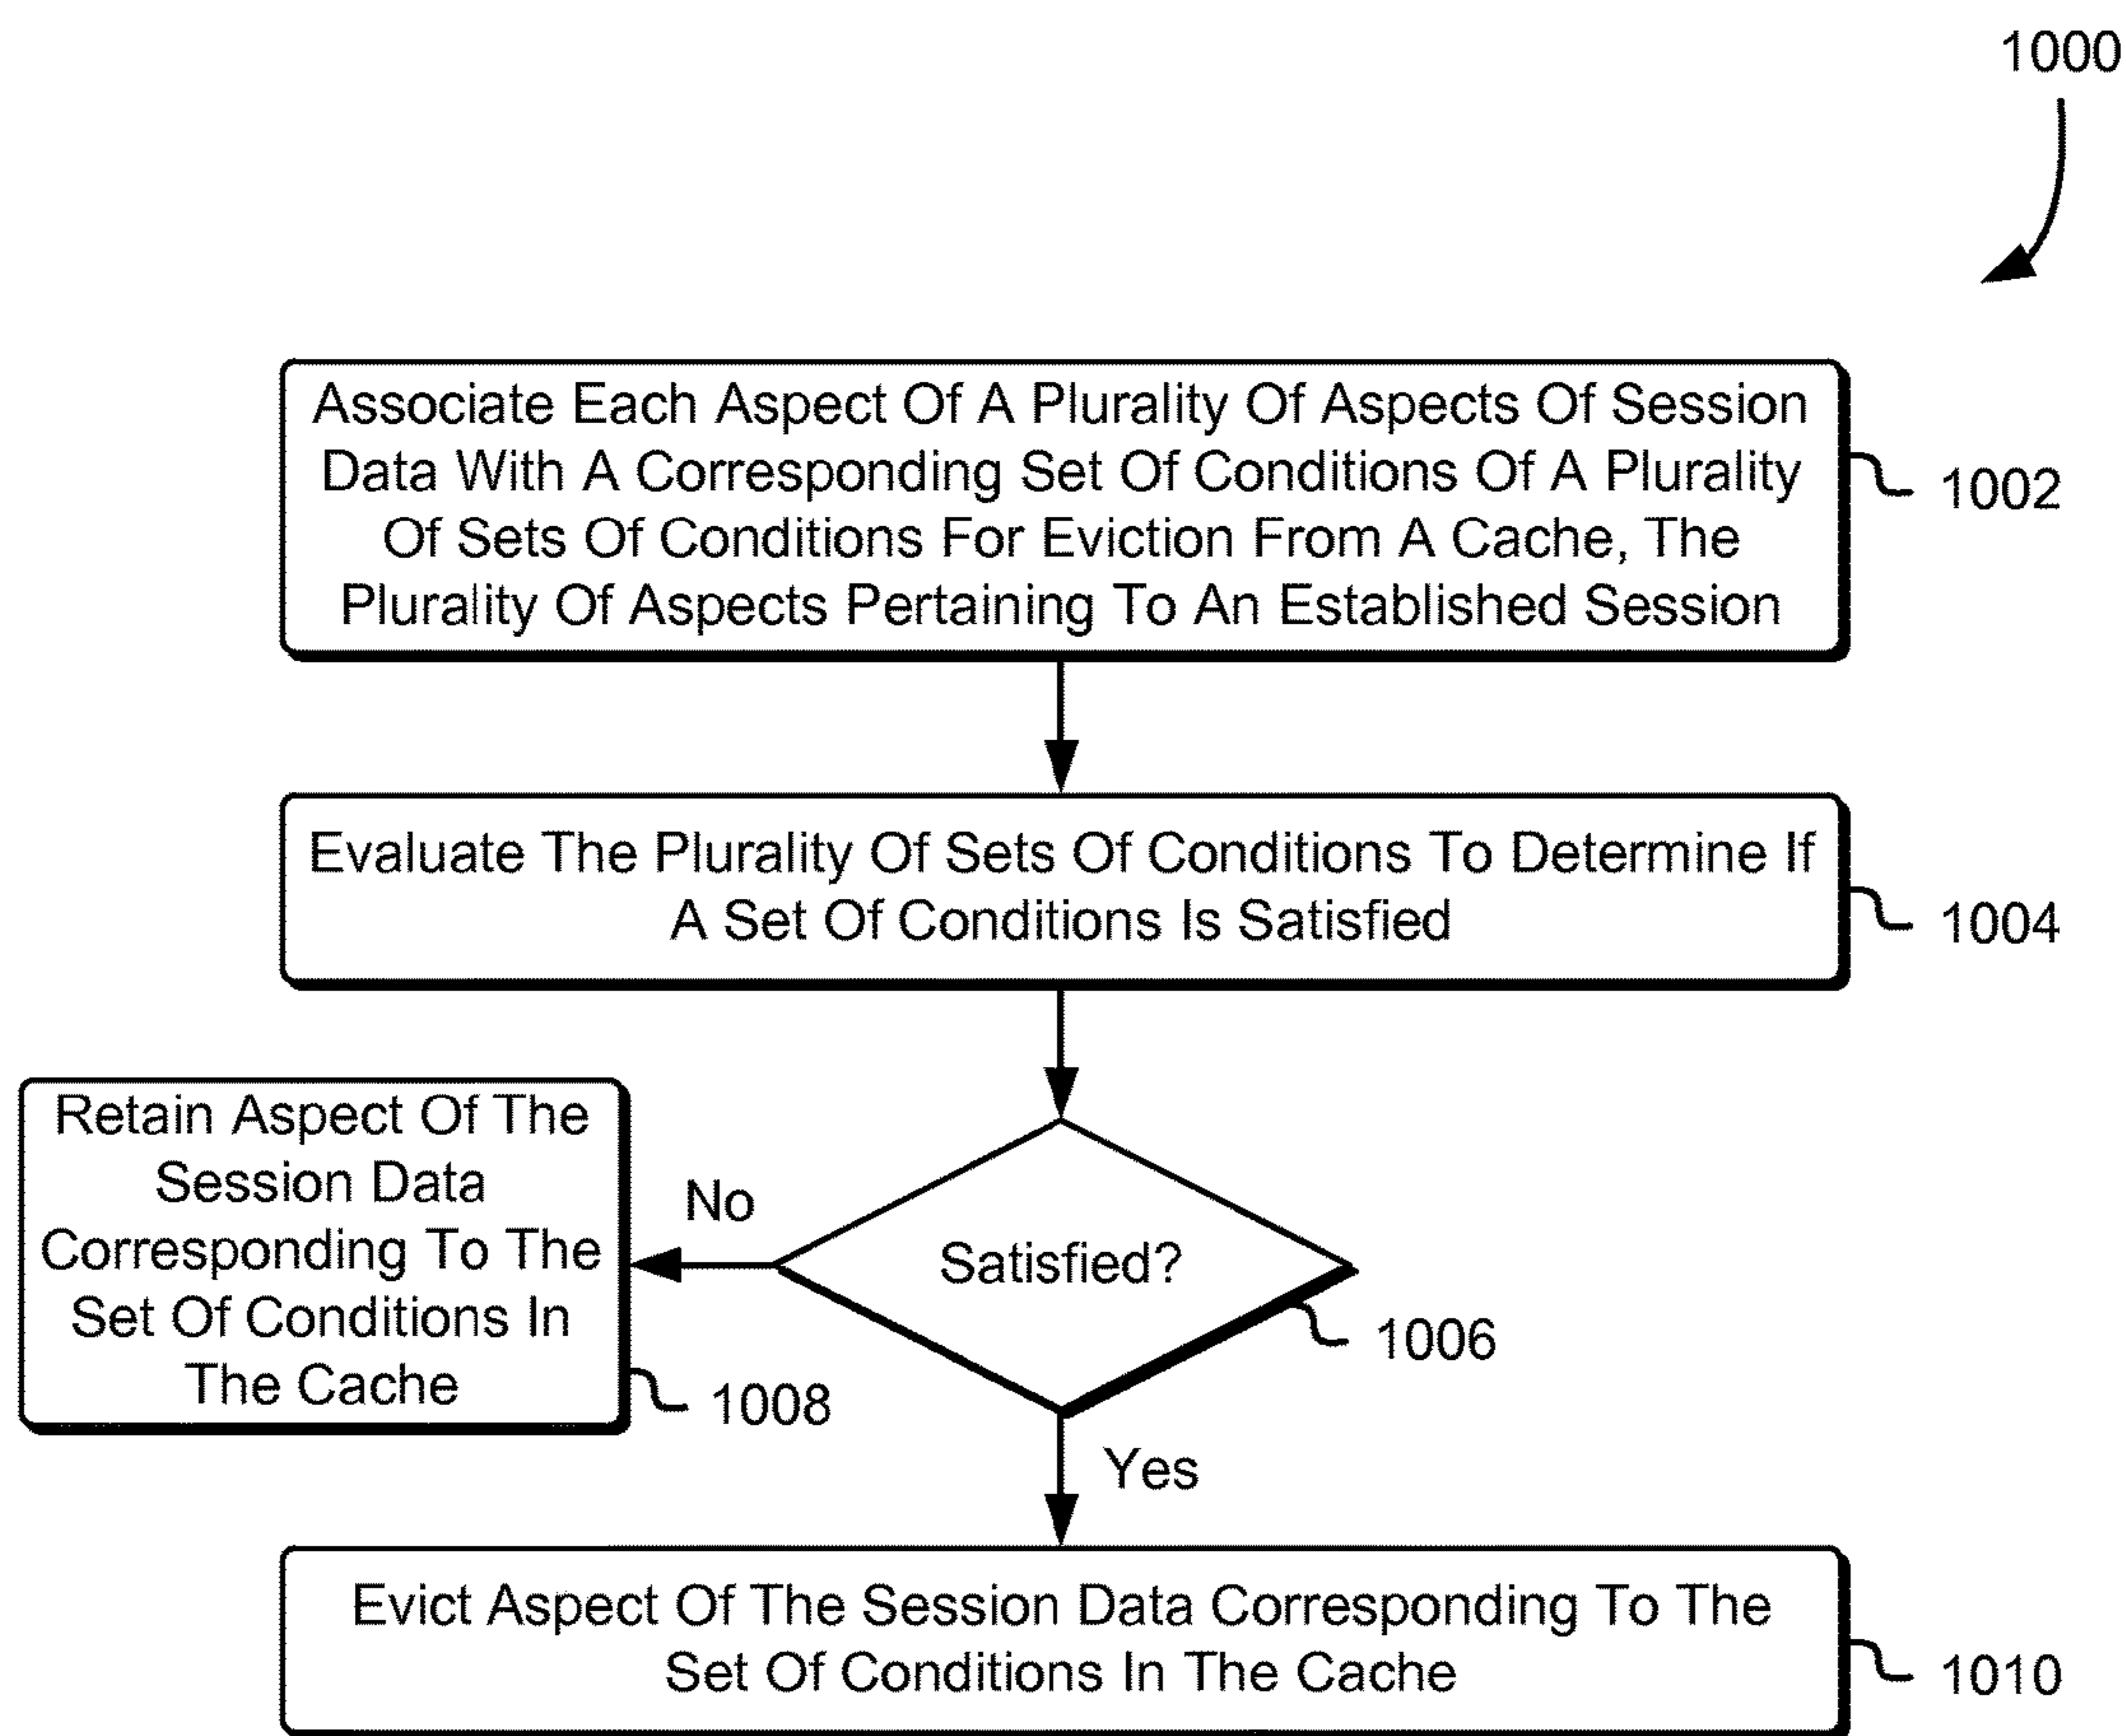 1000
Associate Each Aspect Of A Plurality Of Aspects Of Session
Data With A Corresponding Set Of Conditions Of A Plurality
Of Sets Of Conditions For Eviction From A Cache, The
Plurality Of Aspects Pertaining To An Established Session
1002
Evaluate The Plurality Of Sets Of Conditions To Determine If
A Set Of Conditions Is Satisfied
1004
Retain Aspect Of The
Session Data
Corresponding To The
Set Of Conditions In
The Cache
1008
No
Satisfied?
1006
Yes
Evict Aspect Of The Session Data Corresponding To The
Set Of Conditions In The Cache
1010